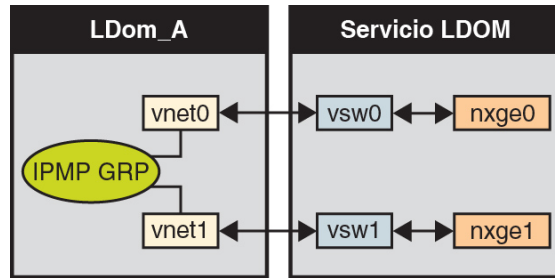 LDom_A
Servicio LDOM
vnet0
vsw0
nxge0
IPMP GRP
vnet1
vsw1
nxge1